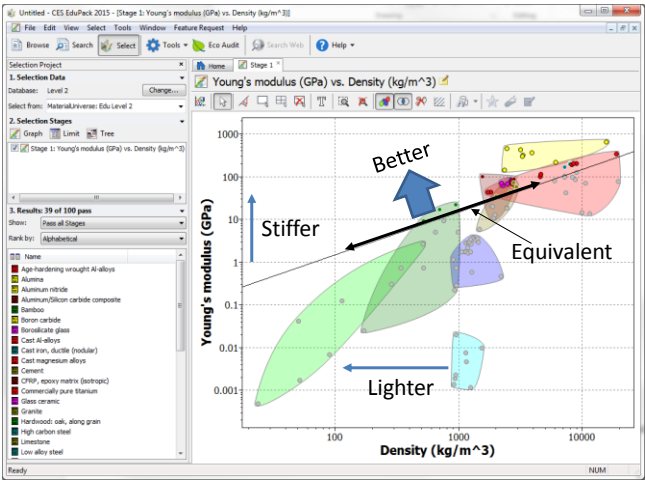 Untitled - CES EduPack 2015 - [Stage 1: Young's modulus (GPa) vs. Density (kg/m^3)]
File Edit View Select Tools Window Feature Request Help
Browse Search Select Tools Eco Audit Search Web Help
Selection Project
1. Selection Data
Database: Level 2 Change...
Select from: MaterialUniverse: Edu Level 2
2. Selection Stages
Graph Limit Tree
Stage 1: Young's modulus (GPa) vs. Density (kg/m^3)
3. Results: 39 of 100 pass
Show: Pass all Stages
Rank by: Alphabetical
Name
Age-hardening wrought Al-alloys
Alumina
Aluminum nitride
Aluminum/Silicon carbide composite
Bamboo
Boron carbide
Borosilicate glass
Cast Al-alloys
Cast iron, ductile (nodular)
Cast magnesium alloys
Cement
CFRP, epoxy matrix (isotropic)
Commercially pure titanium
Glass ceramic
Granite
Hardwood: oak, along grain
High carbon steel
Limestone
Low alloy steel
Ready
Home Stage 1
Young's modulus (GPa) vs. Density (kg/m^3)
Young's modulus (GPa)
1000
100
10
1
0.1
0.01
0.001
Better
Stiffer
Equivalent
Lighter
100 1000 10000
Density (kg/m^3)
NUM